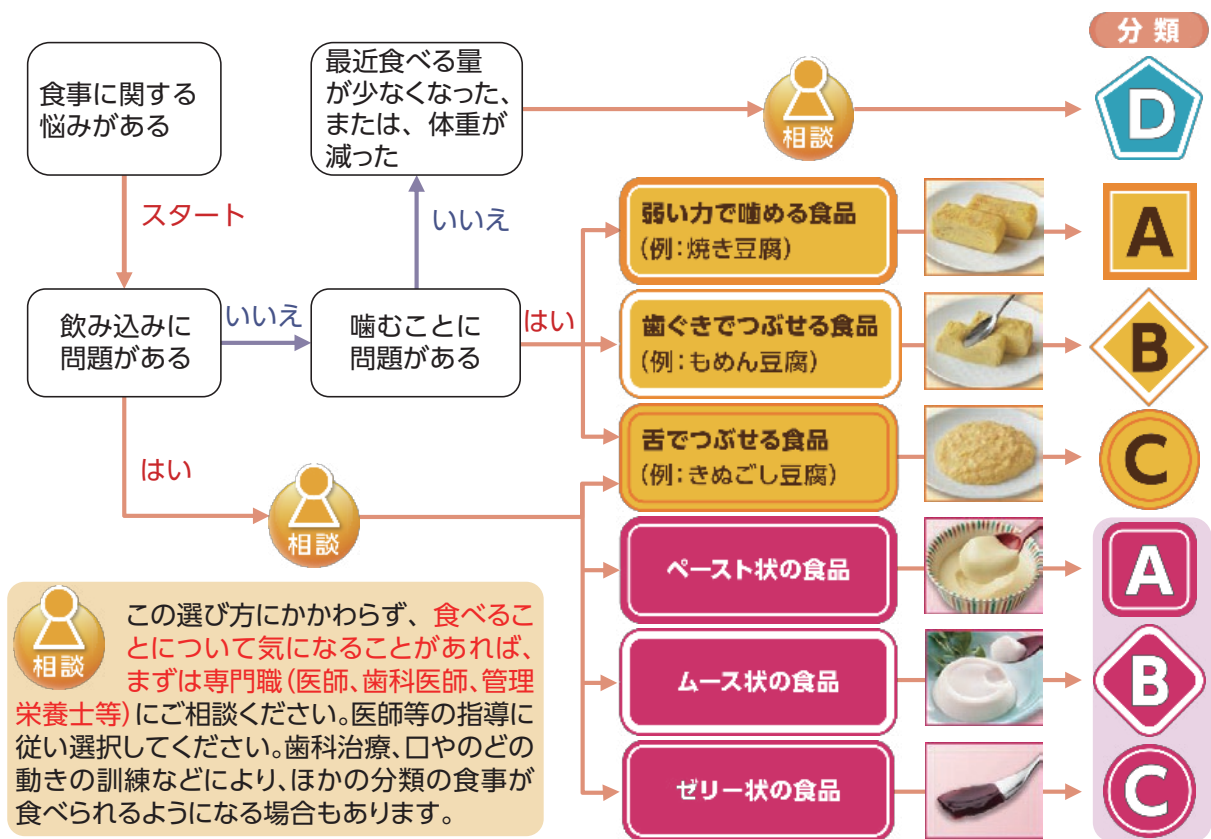 分類
食事に関する
悩みがある
最近食べる量
が少なくなった、
または、体重が
減った
相談
D
スタート
いいえ
弱い力で噛める食品
(例:焼き豆腐)
A
飲み込みに
問題がある
いいえ
噛むことに
問題がある
はい
歯ぐきでつぶせる食品
(例:もめん豆腐)
B
舌でつぶせる食品
(例:きぬごし豆腐)
C
はい
相談
ペースト状の食品
A
ムース状の食品
B
ゼリー状の食品
C
相談
この選び方にかかわらず、食べるこ
とについて気になることがあれば、
まずは専門職(医師、歯科医師、管理
栄養士等)にご相談ください。医師等の指導に
従い選択してください。歯科治療、口やのどの
動きの訓練などにより、ほかの分類の食事が
食べられるようになる場合もあります。